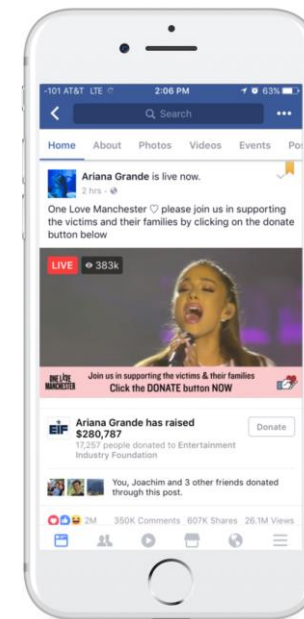 -101 AT&T LTE 2:06 PM 63%
Search
Home About Photos Videos Events Po
Ariana Grande is live now.
2 hrs
One Love Manchester ♡ please join us in supporting
the victims and their families by clicking on the donate
button below
LIVE 383k
ONE LOVE
MANCHESTER
Join us in supporting the victims & their families
Click the DONATE button NOW
EIF
Ariana Grande has raised
$280,787
17,257 people donated to Entertainment
Industry Foundation
Donate
You, Joachim and 3 other friends donated
through this post.
2M 350K Comments 607K Shares 26.1M Views